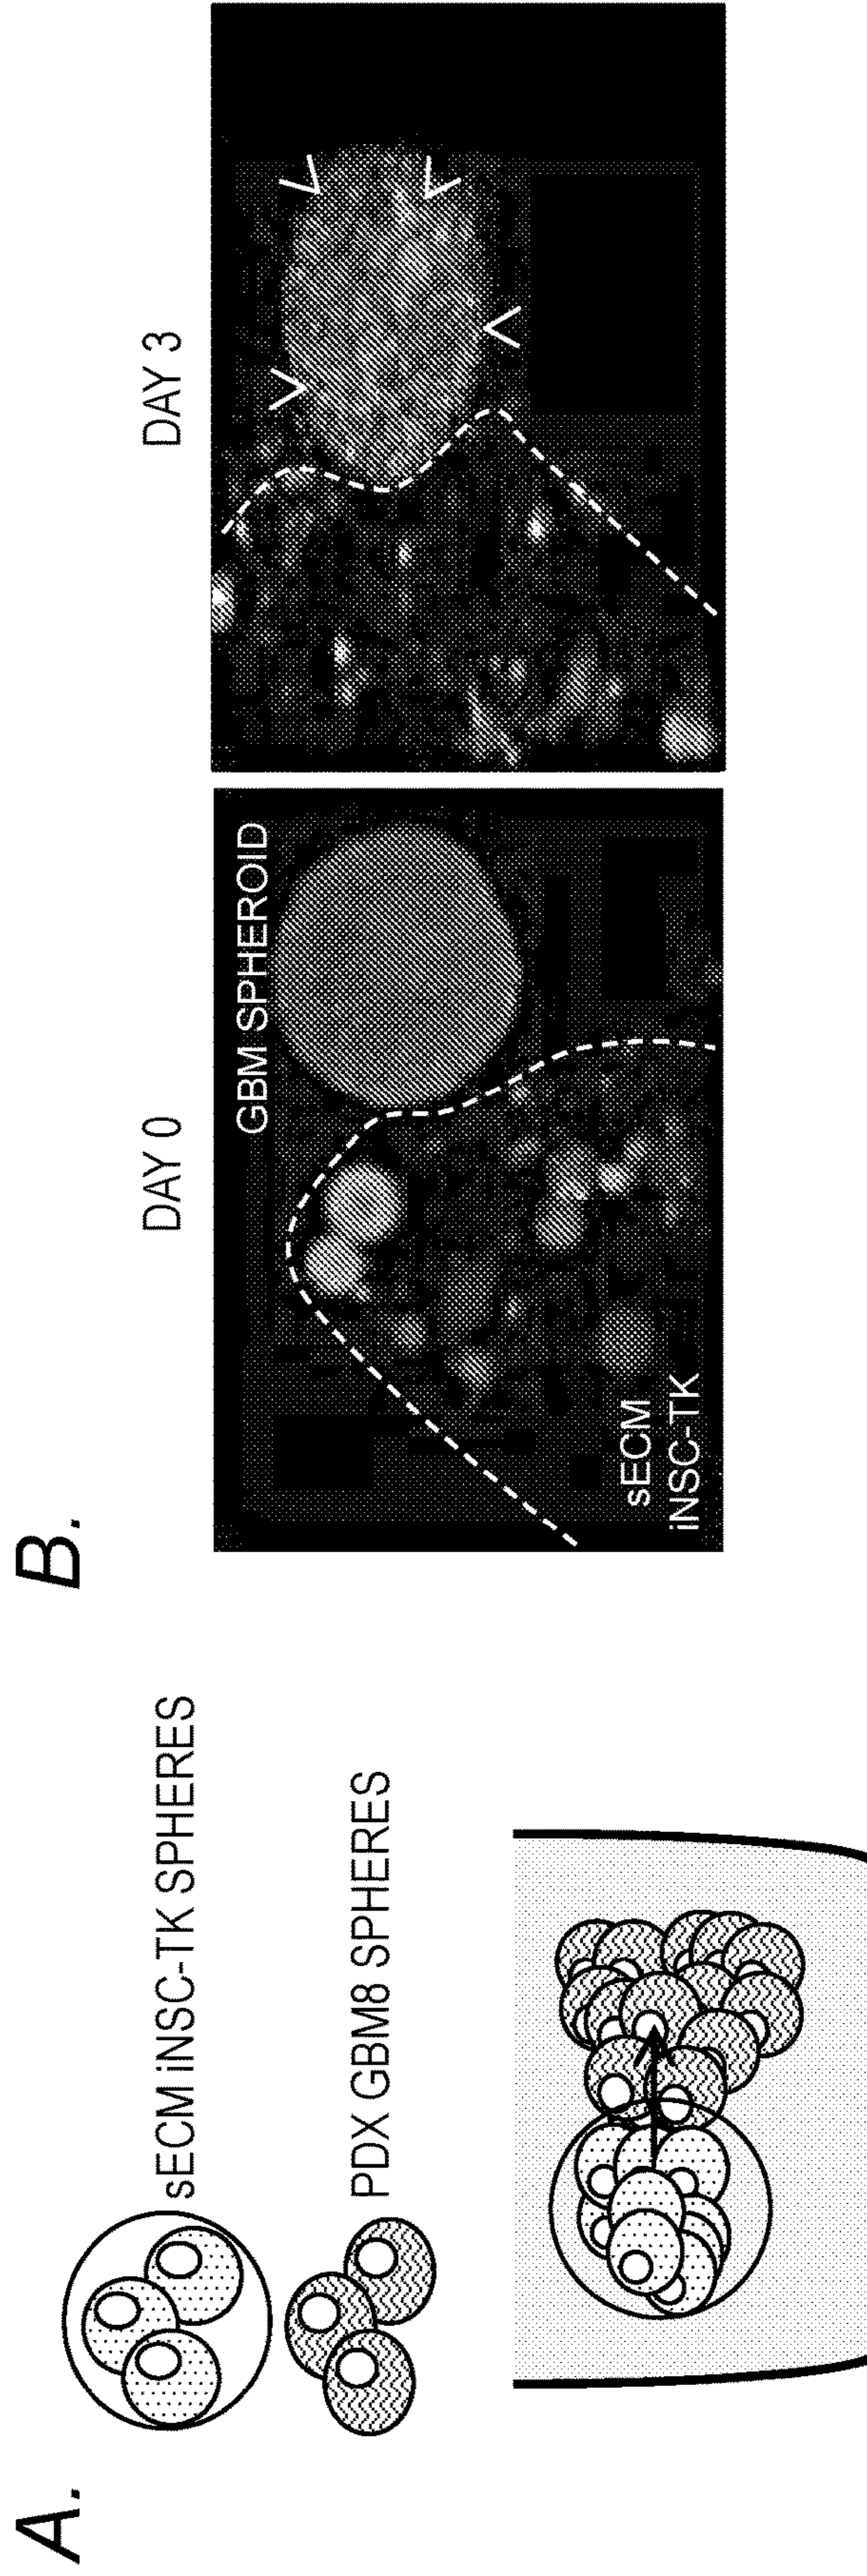 A.
sECM iNSC-TK SPHERES
PDX GBM8 SPHERES
B.
DAY 0
GBM SPHEROID
sECM
iNSC-TK
DAY 3